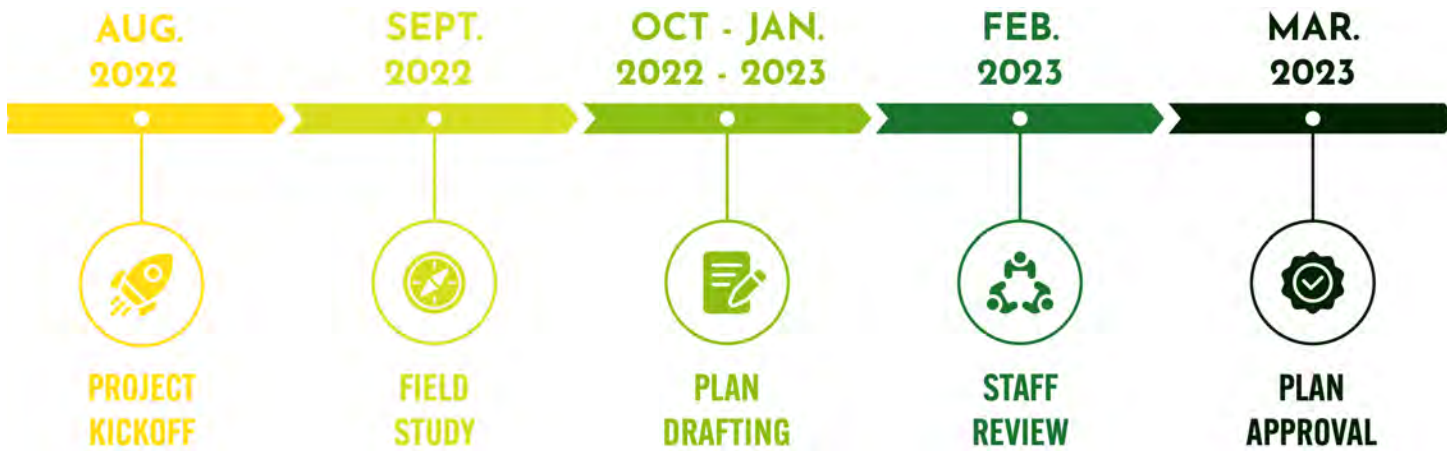 AUG.
2022
SEPT.
2022
OCT - JAN.
2022 - 2023
FEB.
2023
MAR.
2023
PROJECT
KICKOFF
FIELD
STUDY
PLAN
DRAFTING
STAFF
REVIEW
PLAN
APPROVAL